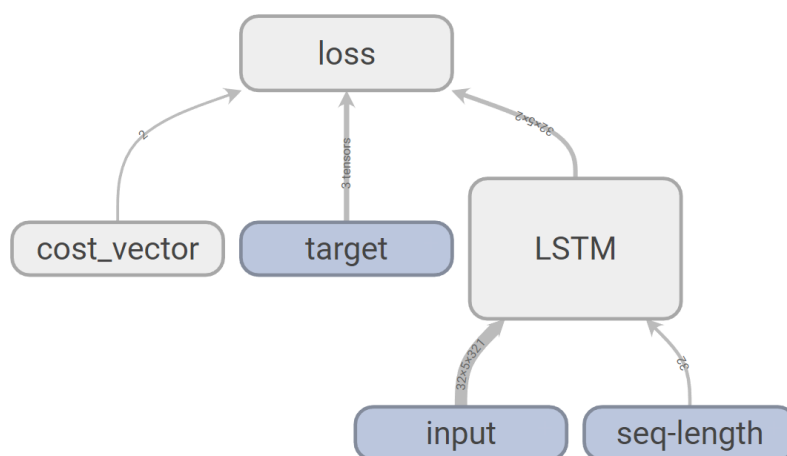 loss
2
3 tensors
32×5×2
cost_vector
target
LSTM
32×5×321
32
input
seq-length